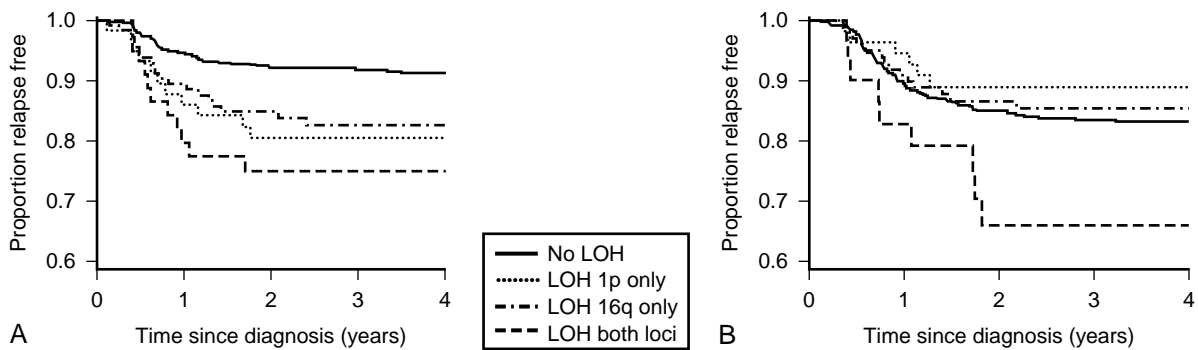 Proportion relapse free
1.0
0.9
0.8
0.7
0.6
0 1 2 3 4
Time since diagnosis (years)
A
No LOH
LOH 1p only
LOH 16q only
LOH both loci
Proportion relapse free
1.0
0.9
0.8
0.7
0.6
0 1 2 3 4
Time since diagnosis (years)
B